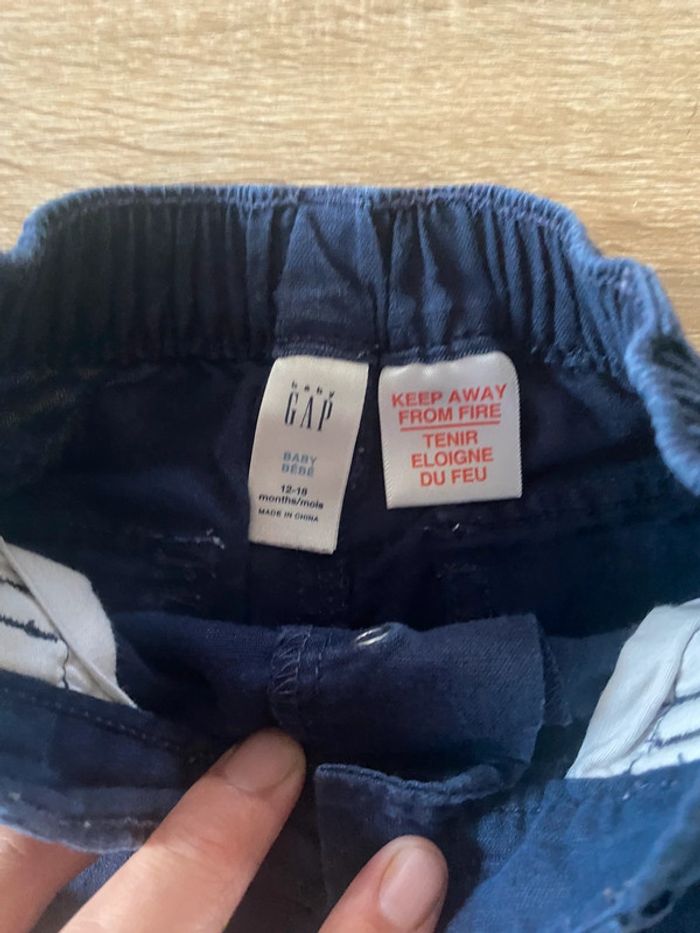 baby
GAP
BABY
BÉBÉ
12-18
months/mois
MADE IN CHINA
KEEP AWAY
FROM FIRE
TENIR
ELOIGNE
DU FEU